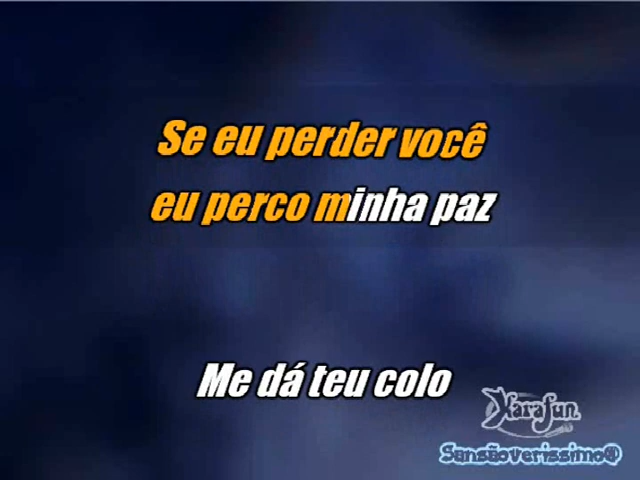 Se eu perder você
eu perco minha paz
Me dá teu colo
Karafun
Sansãoverissimo®